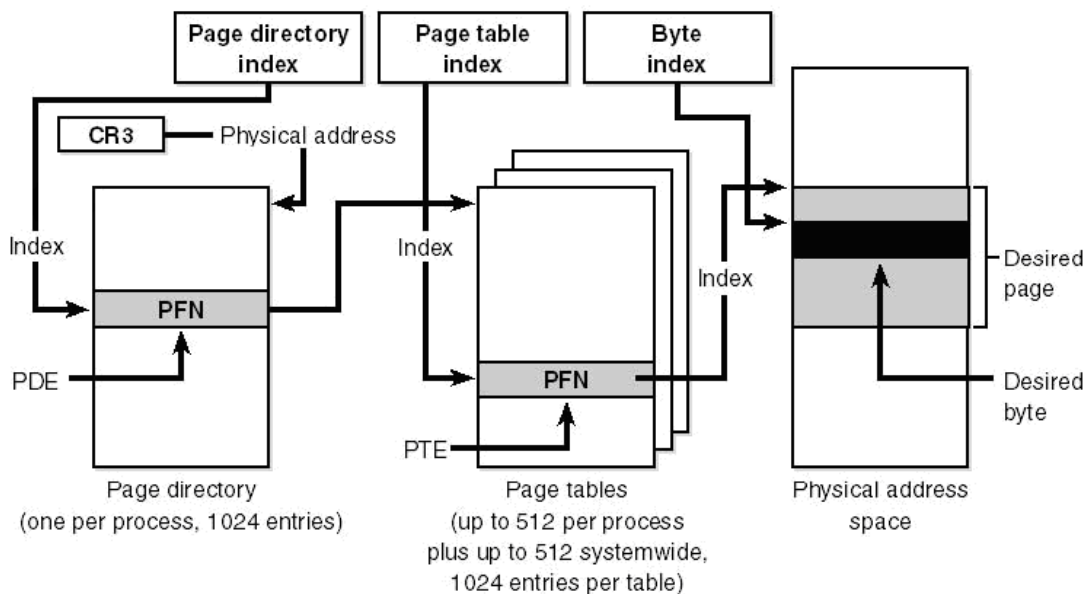 Page directory
index
Page table
index
Byte
index
CR3
Physical address
Index
Index
Index
Desired
page
PFN
PDE
PFN
Desired
byte
PTE
Page directory
(one per process, 1024 entries)
Page tables
(up to 512 per process
plus up to 512 systemwide,
1024 entries per table)
Physical address
space